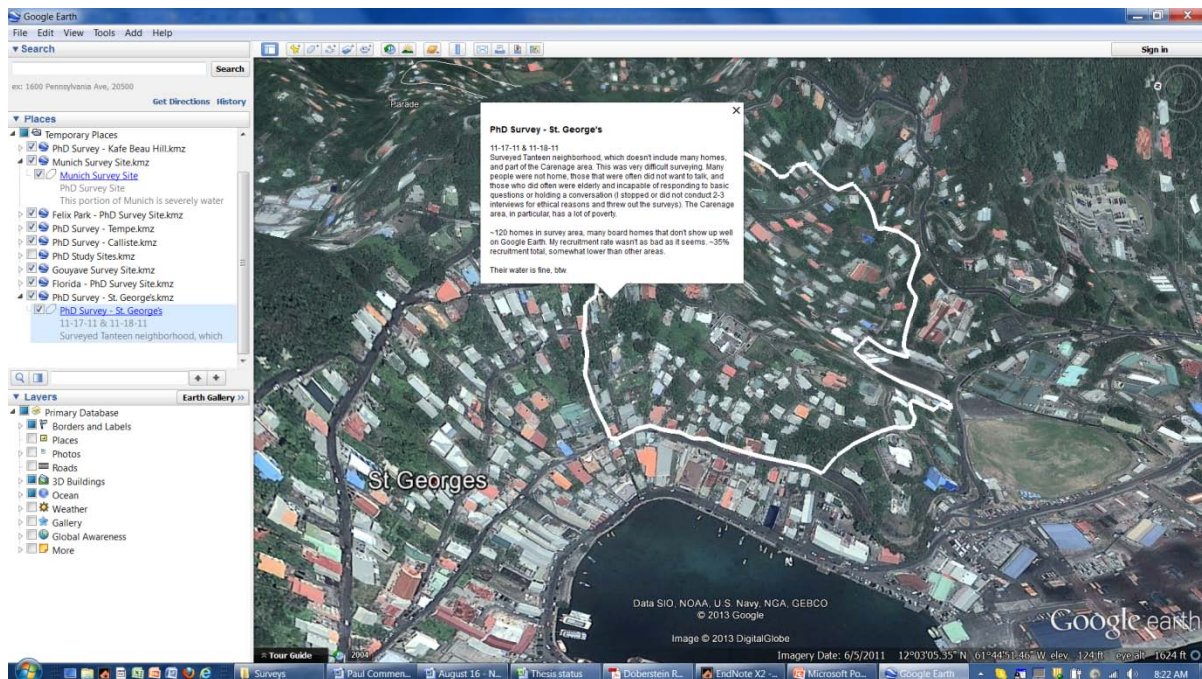 Google Earth
File Edit View Tools Add Help
Search
Sign in
Search
ex: 1600 Pennsylvania Ave, 20500
Get Directions History
Places
Temporary Places
PhD Survey - Kafe Beau Hill.kmz
Munich Survey Site.kmz
Munich Survey Site
PhD Survey Site
This portion of Munich is severely water
Felix Park - PhD Survey Site.kmz
PhD Survey - Tempe.kmz
PhD Survey - Calliste.kmz
PhD Study Sites.kmz
Gouyave Survey Site.kmz
Florida - PhD Survey Site.kmz
PhD Survey - St. George's.kmz
PhD Survey - St. George's
11-17-11 & 11-18-11
Surveyed Tanteen neighborhood, which
Layers
Earth Gallery »
Primary Database
Borders and Labels
Places
Photos
Roads
3D Buildings
Ocean
Weather
Gallery
Global Awareness
More
Parade
PhD Survey - St. George's
11-17-11 & 11-18-11
Surveyed Tanteen neighborhood, which doesn't include many homes,
and part of the Carenage area. This was very difficult surveying. Many
people were not home, those that were often did not want to talk, and
those who did often were elderly and incapable of responding to basic
questions or holding a conversation (I stopped or did not conduct 2-3
interviews for ethical reasons and threw out the surveys). The Carenage
area, in particular, has a lot of poverty.
~120 homes in survey area, many board homes that don't show up well
on Google Earth. My recruitment rate wasn't as bad as it seems. ~35%
recruitment total, somewhat lower than other areas.
Their water is fine, btw.
St Georges
Data SIO, NOAA, U.S. Navy, NGA, GEBCO
© 2013 Google
Image © 2013 DigitalGlobe
Google earth
Tour Guide
2004
Imagery Date: 6/5/2011 12°03'05.35" N 61°44'51.46" W elev 124 ft eye alt 1624 ft
Surveys
Paul Commen...
August 16 - N...
Thesis status
Doberstein R...
EndNote X2 -...
Microsoft Po...
Google Earth
8:22 AM